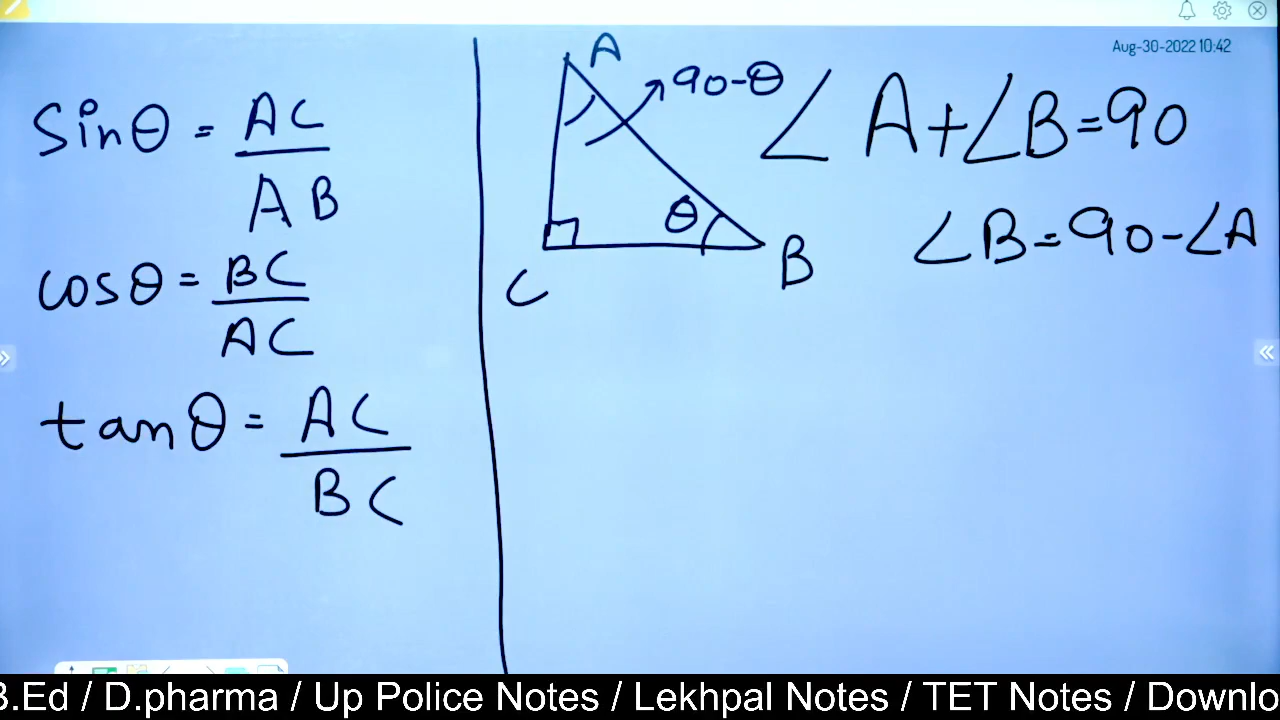 Aug-30-2022 10:42
Sinθ = AC/AB
cosθ = BC/AC
tanθ = AC/BC
A
90-θ
θ
C
B
∠A+∠B=90
∠B=90-∠A
B.Ed / D.pharma / Up Police Notes / Lekhpal Notes / TET Notes / Downlo